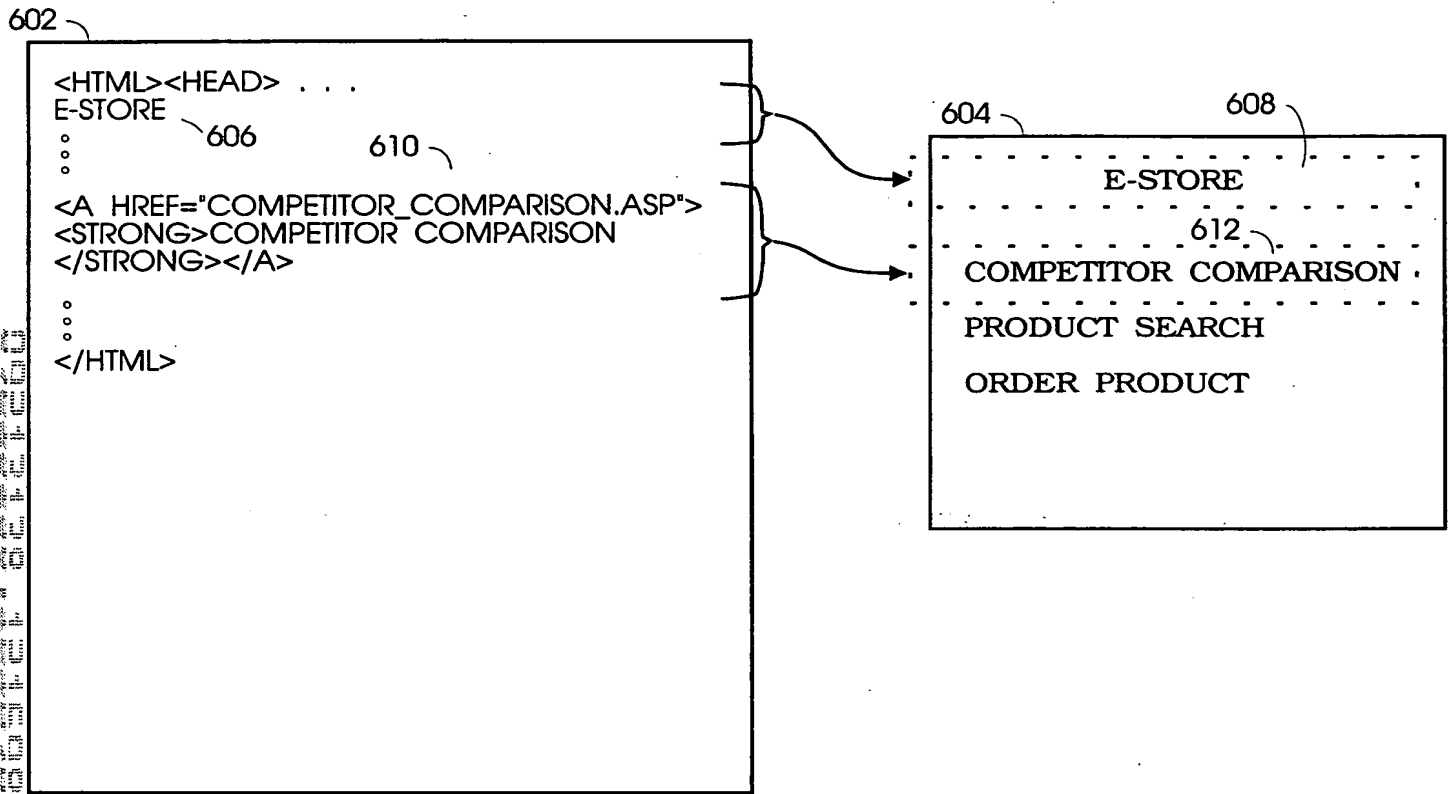 602
<HTML><HEAD> . . .
E-STORE
606
610
<A HREF="COMPETITOR_COMPARISON.ASP">
<STRONG>COMPETITOR COMPARISON
</STRONG></A>
</HTML>
604
608
E-STORE
612
COMPETITOR COMPARISON
PRODUCT SEARCH
ORDER PRODUCT